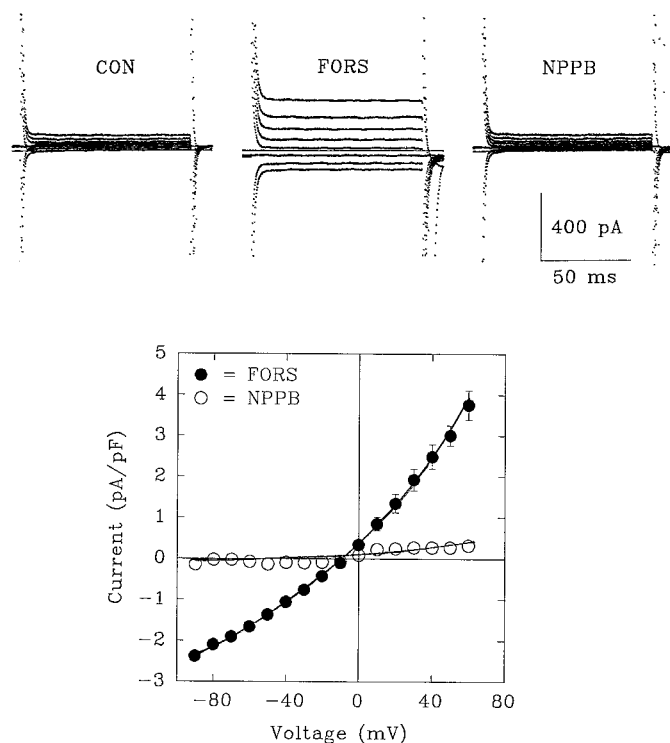 CON
FORS
NPPB
400 pA
50 ms
5
4
3
2
1
0
−1
−2
−3
● = FORS
○ = NPPB
Current (pA/pF)
−80
−40
0
40
80
Voltage (mV)